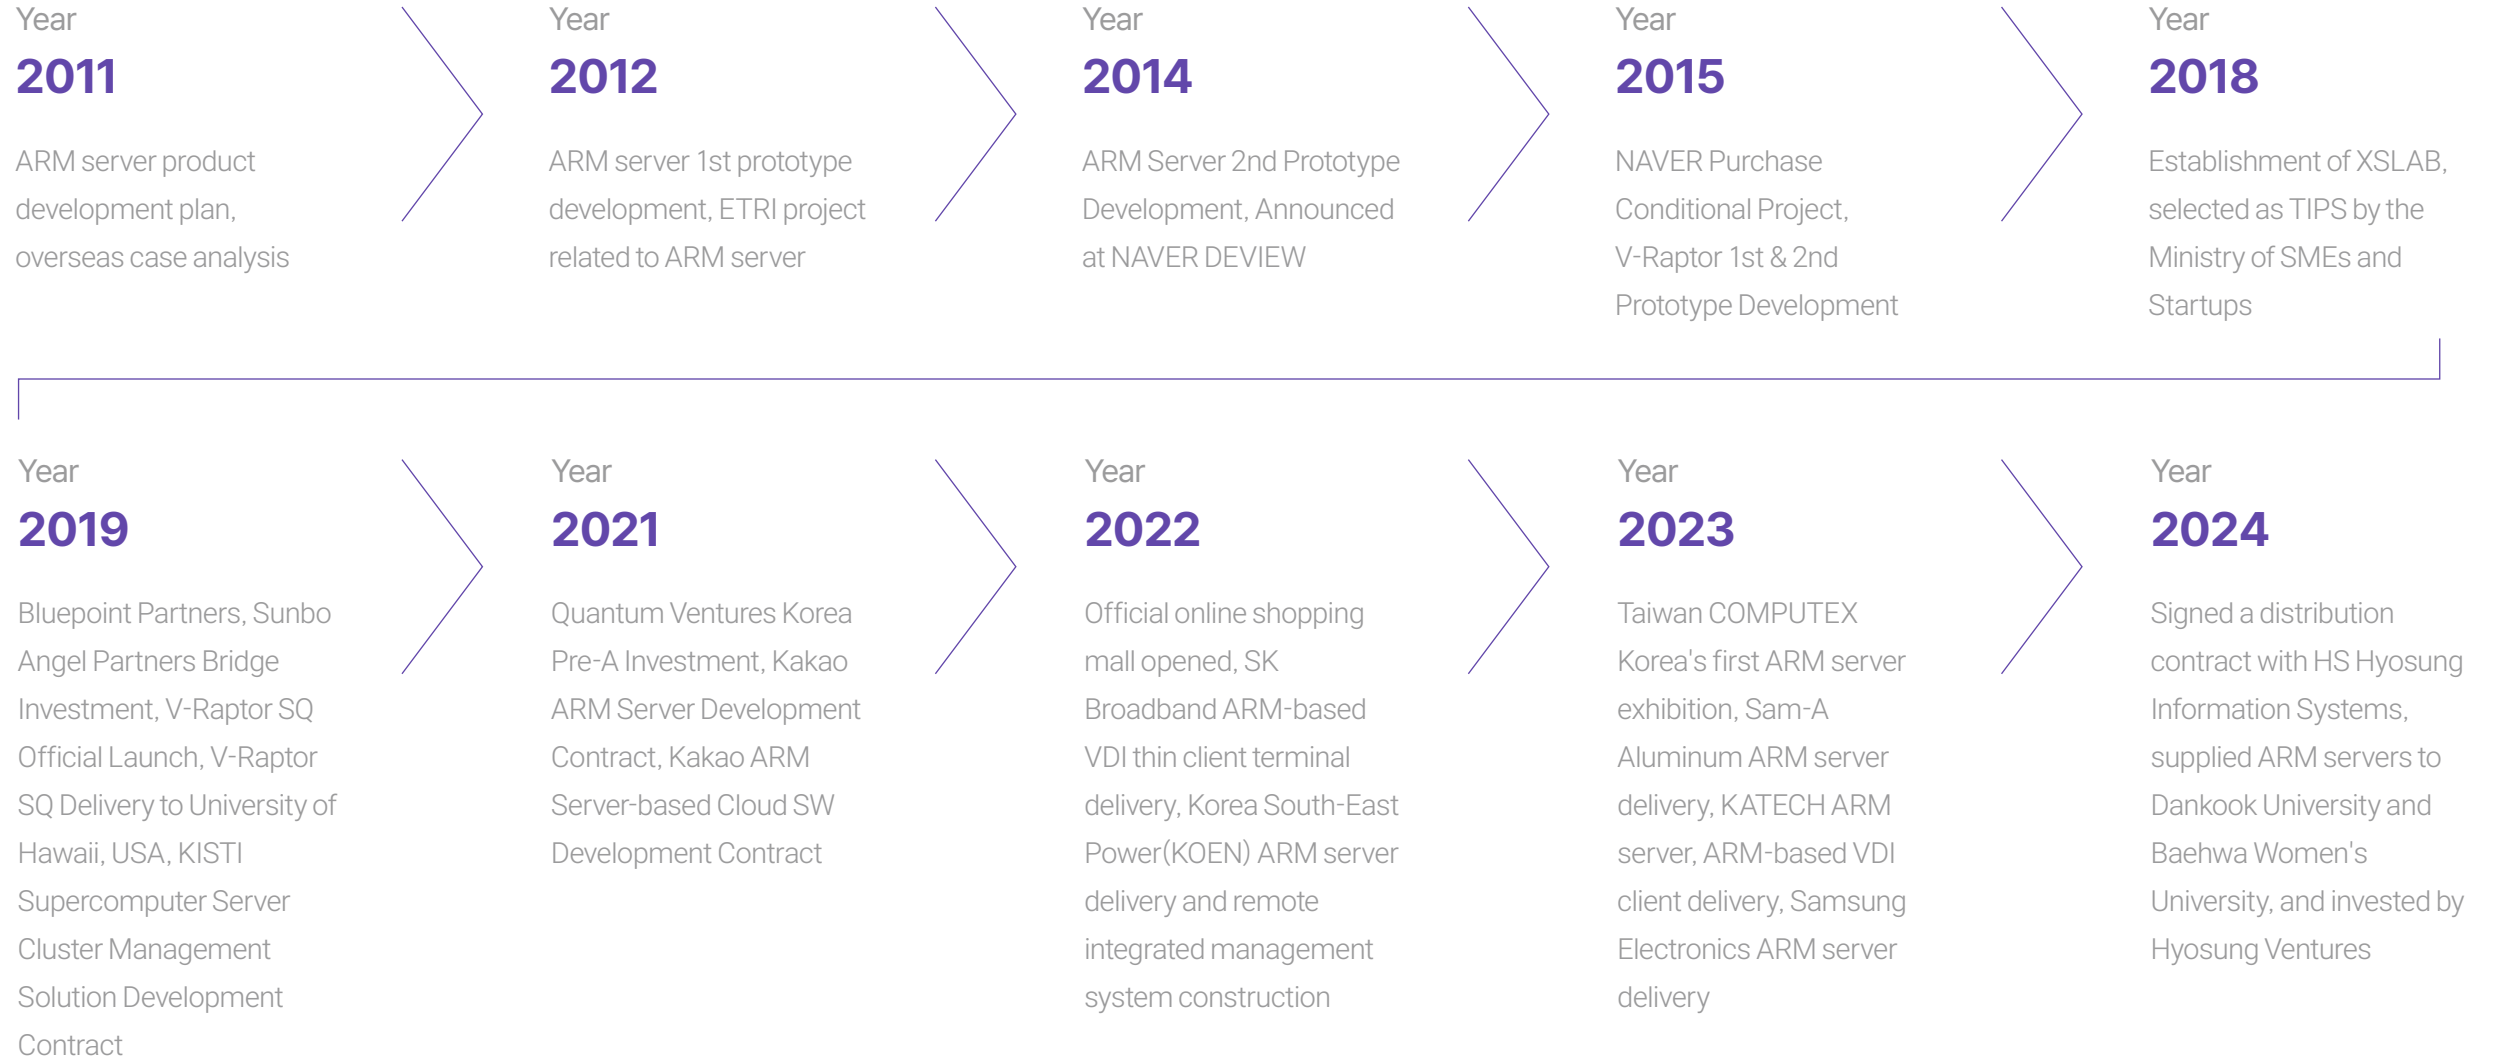 Year
2011
ARM server product
development plan,
overseas case analysis
Year
2012
ARM server 1st prototype
development, ETRI project
related to ARM server
Year
2014
ARM Server 2nd Prototype
Development, Announced
at NAVER DEVIEW
Year
2015
NAVER Purchase
Conditional Project,
V-Raptor 1st & 2nd
Prototype Development
Year
2018
Establishment of XSLAB,
selected as TIPS by the
Ministry of SMEs and
Startups
Year
2019
Bluepoint Partners, Sunbo
Angel Partners Bridge
Investment, V-Raptor SQ
Official Launch, V-Raptor
SQ Delivery to University of
Hawaii, USA, KISTI
Supercomputer Server
Cluster Management
Solution Development
Contract
Year
2021
Quantum Ventures Korea
Pre-A Investment, Kakao
ARM Server Development
Contract, Kakao ARM
Server-based Cloud SW
Development Contract
Year
2022
Official online shopping
mall opened, SK
Broadband ARM-based
VDI thin client terminal
delivery, Korea South-East
Power(KOEN) ARM server
delivery and remote
integrated management
system construction
Year
2023
Taiwan COMPUTEX
Korea's first ARM server
exhibition, Sam-A
Aluminum ARM server
delivery, KATECH ARM
server, ARM-based VDI
client delivery, Samsung
Electronics ARM server
delivery
Year
2024
Signed a distribution
contract with HS Hyosung
Information Systems,
supplied ARM servers to
Dankook University and
Baehwa Women's
University, and invested by
Hyosung Ventures